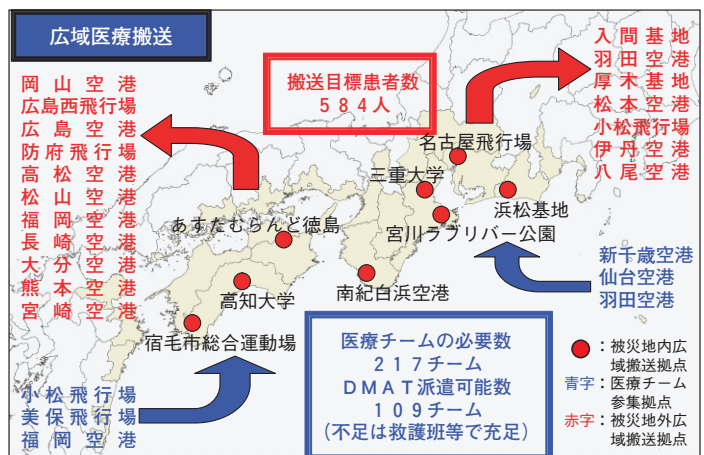 広域医療搬送
搬送目標患者数
584人
岡山空港
広島西飛行場
広島空港
防府飛行場
高松空港
松山空港
福岡空港
長崎空港
大分空港
熊本空港
宮崎空港
入間基地
羽田空港
厚木基地
松本空港
小松飛行場
伊丹空港
八尾空港
名古屋飛行場
三重大学
浜松基地
宮川ラブリバー公園
あすたむらんど徳島
高知大学
南紀白浜空港
宿毛市総合運動場
新千歳空港
仙台空港
羽田空港
小松飛行場
美保飛行場
福岡空港
医療チームの必要数
217チーム
DMAT派遣可能数
109チーム
(不足は救護班等で充足)
:被災地内広
域搬送拠点
青字:医療チーム
参集拠点
赤字:被災地外広
域搬送拠点